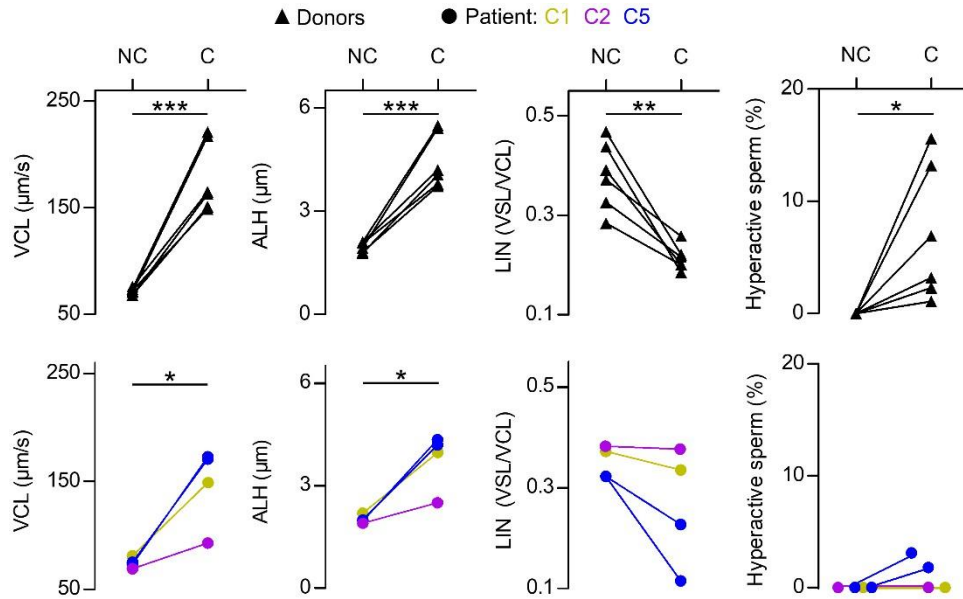 Donors Patient: C1 C2 C5
NC C NC C NC C NC C
*** *** ** *
VCL (µm/s) 250 150 50
ALH (µm) 6 3 0
LIN (VSL/VCL) 0.5 0.3 0.1
Hyperactive sperm (%) 20 10 0
* *
VCL (µm/s) 250 150 50
ALH (µm) 6 3 0
LIN (VSL/VCL) 0.5 0.3 0.1
Hyperactive sperm (%) 20 10 0